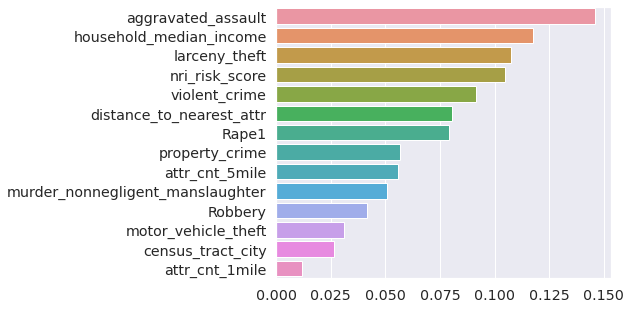 aggravated_assault
household_median_income
larceny_theft
nri_risk_score
violent_crime
distance_to_nearest_attr
Rape1
property_crime
attr_cnt_5mile
murder_nonnegligent_manslaughter
Robbery
motor_vehicle_theft
census_tract_city
attr_cnt_1mile
0.000 0.025 0.050 0.075 0.100 0.125 0.150